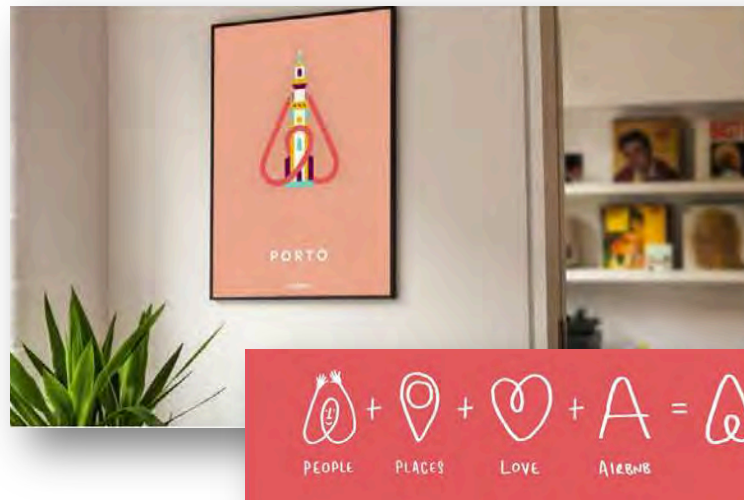 PORTO
+ + + =
PEOPLE PLACES LOVE AIRBNB